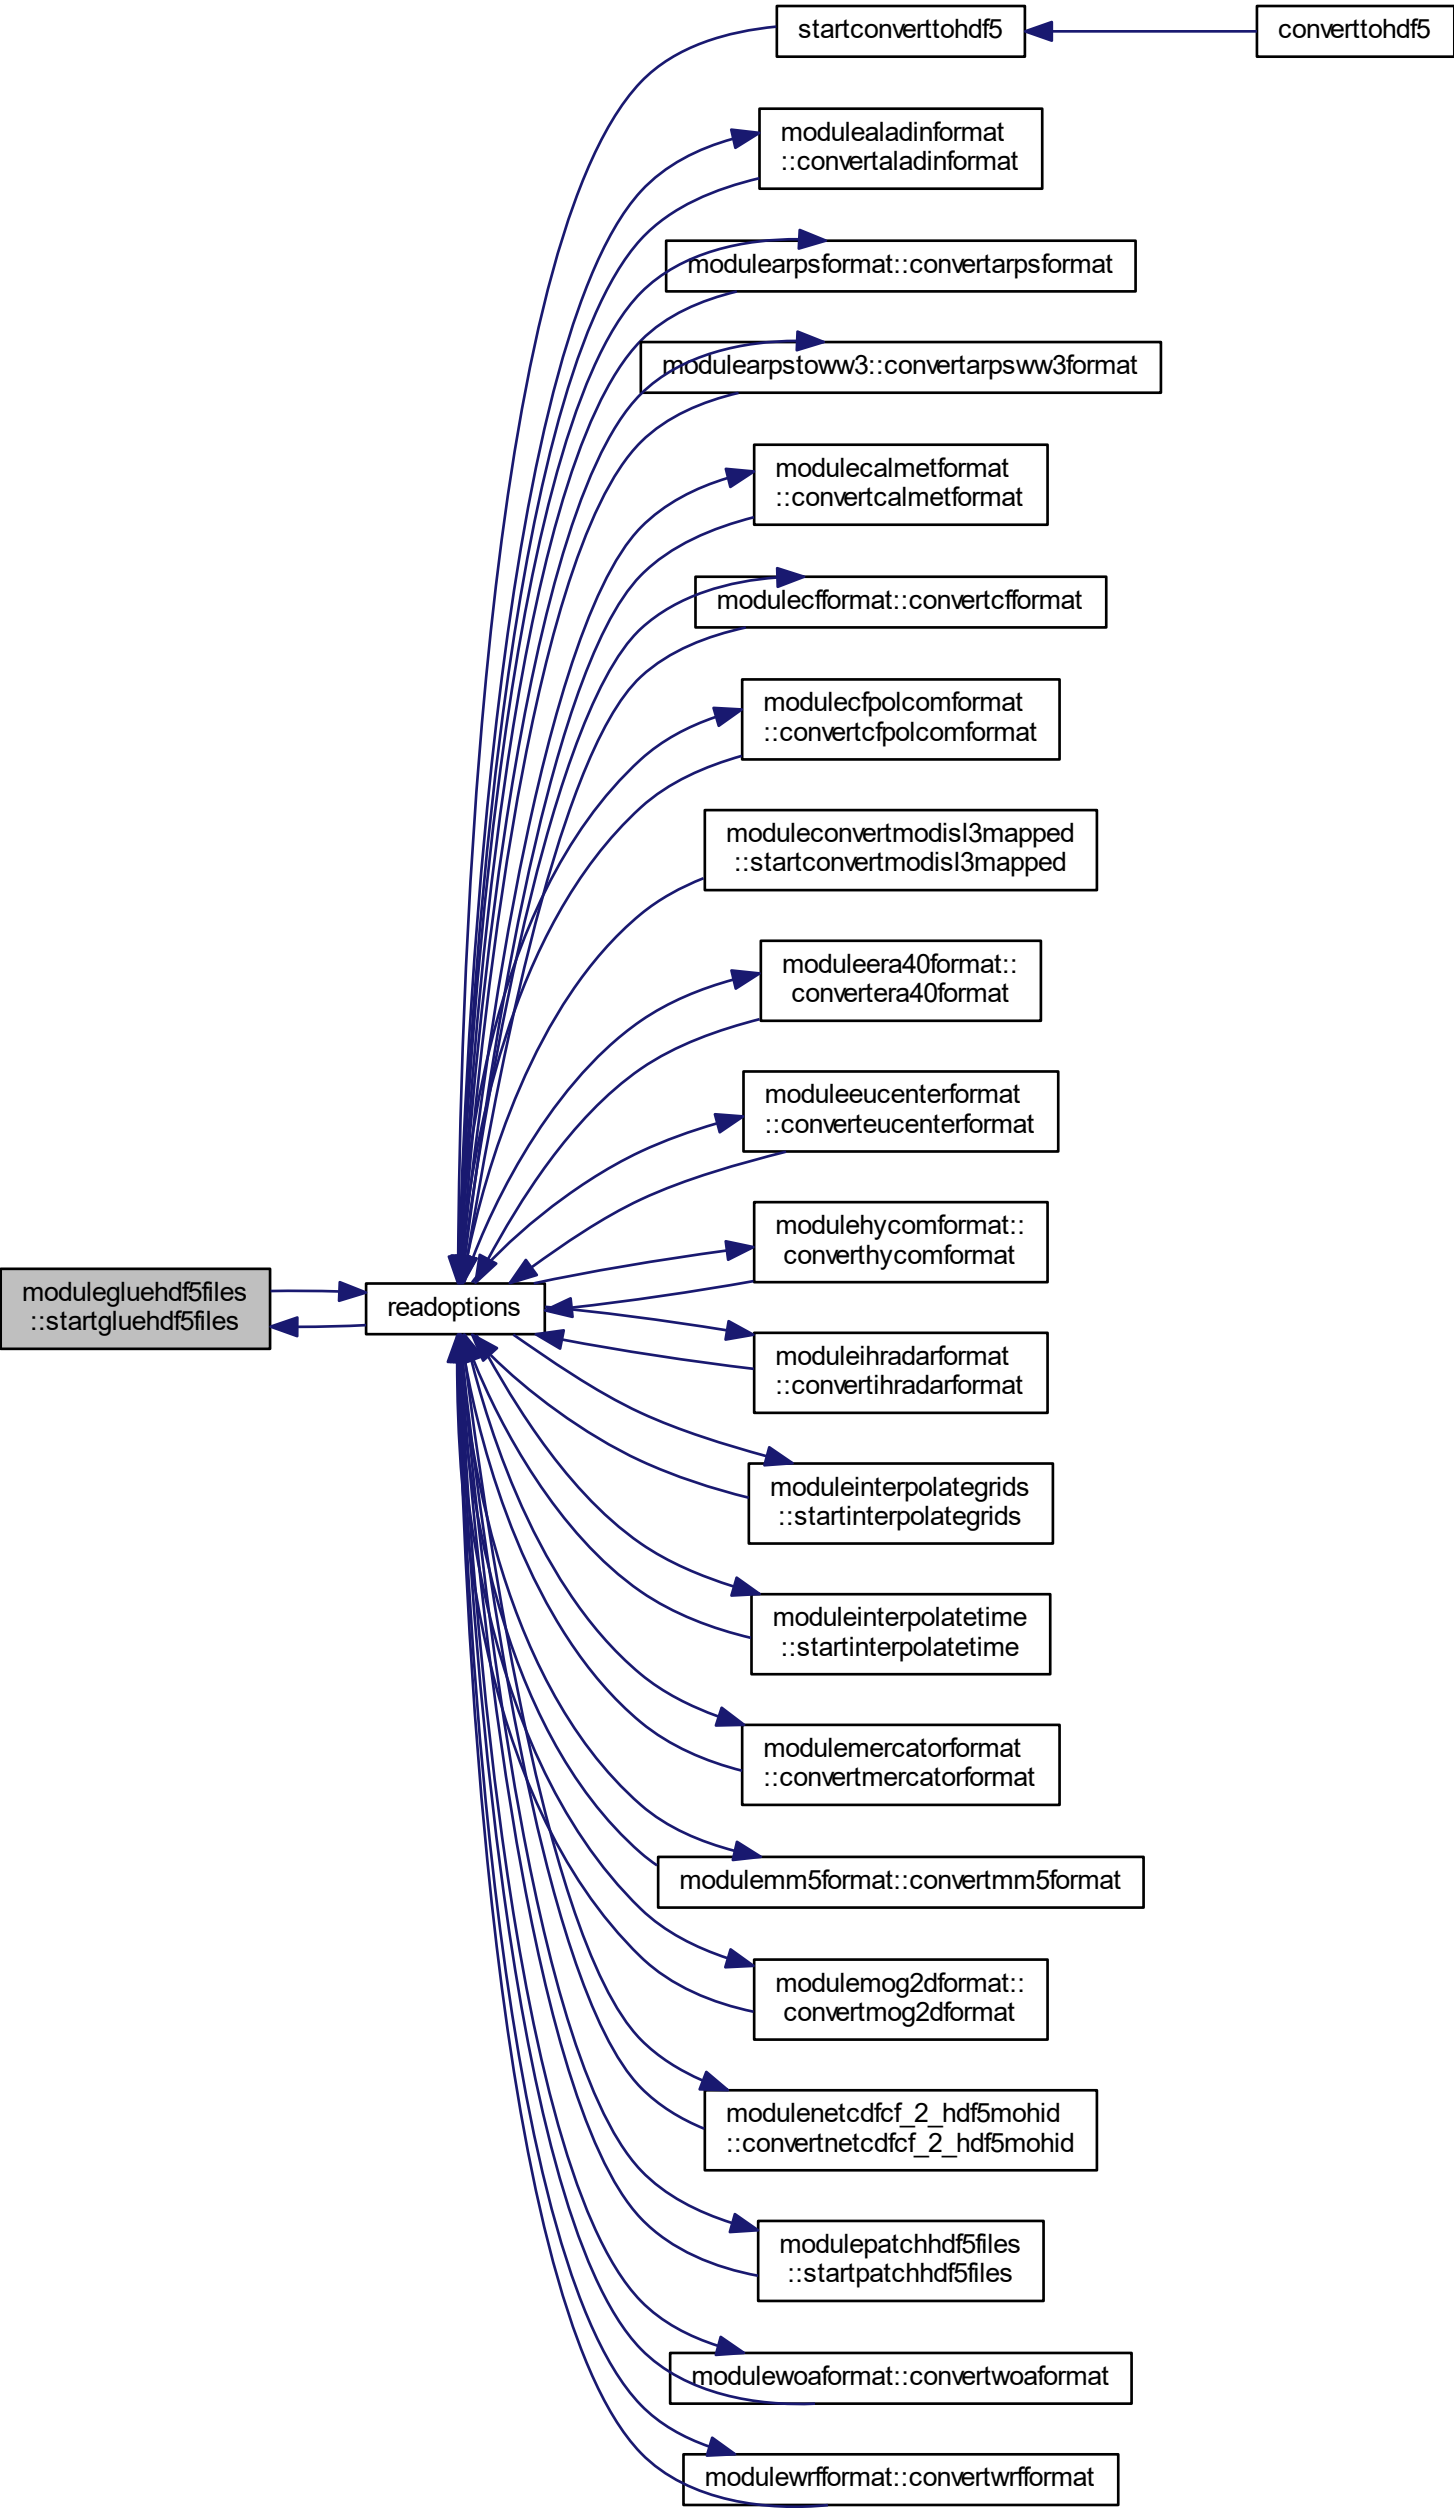 startconverttohdf5
converttohdf5
modulealadinformat
::convertaladinformat
modulearpsformat::convertarpsformat
modulearpstoww3::convertarpsww3format
modulecalmetformat
::convertcalmetformat
modulecfformat::convertcfformat
modulecfpolcomformat
::convertcfpolcomformat
moduleconvertmodisl3mapped
::startconvertmodisl3mapped
moduleera40format::
convertera40format
moduleeucenterformat
::converteucenterformat
modulehycomformat::
converthycomformat
modulegluehdf5files
::startgluehdf5files
readoptions
moduleihradarformat
::convertihradarformat
moduleinterpolategrids
::startinterpolategrids
moduleinterpolatetime
::startinterpolatetime
modulemercatorformat
::convertmercatorformat
modulemm5format::convertmm5format
modulemog2dformat::
convertmog2dformat
modulenetcdfcf_2_hdf5mohid
::convertnetcdfcf_2_hdf5mohid
modulepatchhdf5files
::startpatchhdf5files
modulewoaformat::convertwoaformat
modulewrfformat::convertwrfformat